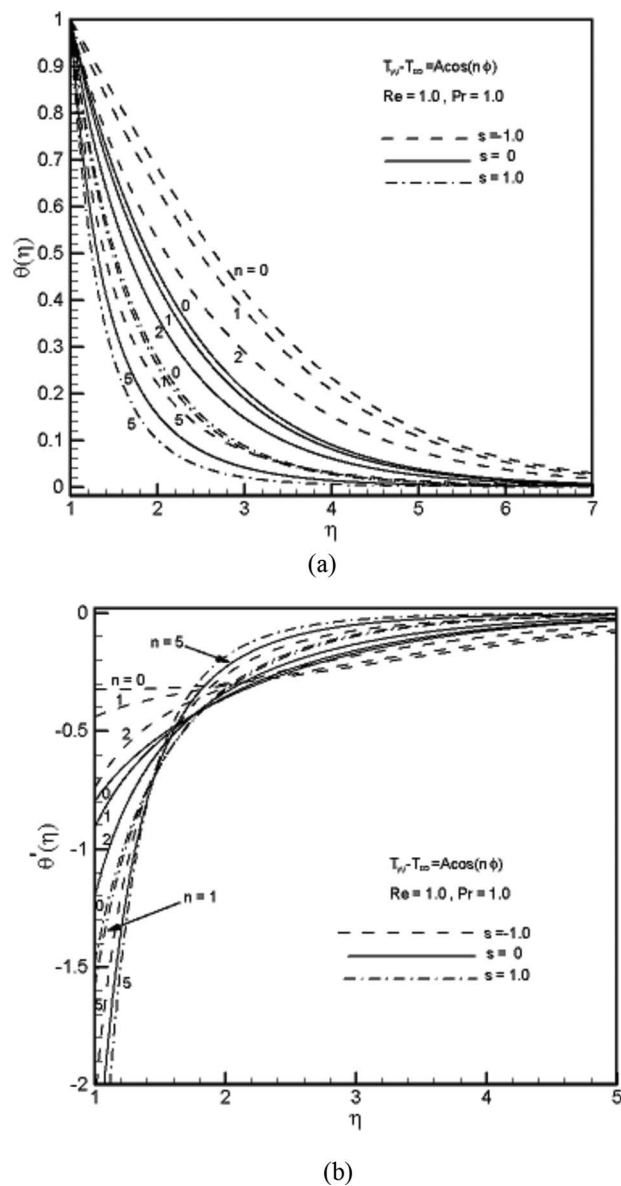 1
0.9
0.8
0.7
0.6
0.5
0.4
0.3
0.2
0.1
0
θ(η)
T_w-T_∞=Acos(nϕ)
Re = 1.0 , Pr = 1.0
s=-1.0
s= 0
s=1.0
n = 0
1
2
0
1
2
0
5
5
5
1 2 3 4 5 6 7
η
(a)
0
-0.5
-1
-1.5
-2
θ'(η)
n = 5
n=0
1
2
0
1
2
0
n = 1
5
5
T_w-T_∞=Acos(nϕ)
Re = 1.0 , Pr = 1.0
s=-1.0
s= 0
s=1.0
1 2 3 4 5
η
(b)